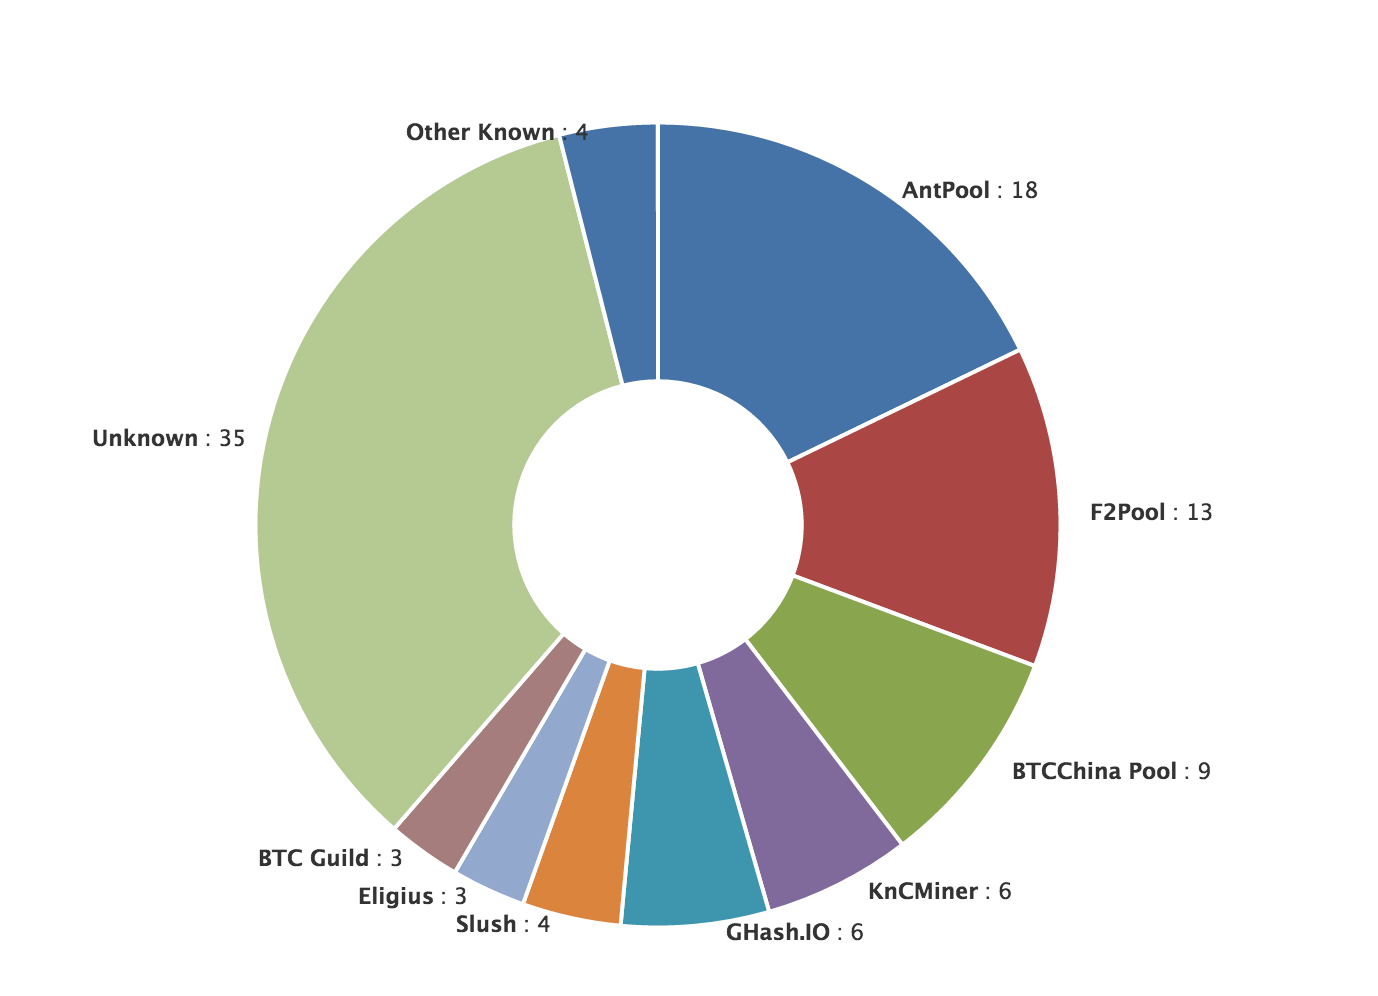 Other Known : 4
AntPool : 18
Unknown : 35
F2Pool : 13
BTCChina Pool : 9
BTC Guild : 3
KnCMiner : 6
Eligius : 3
Slush : 4
GHash.IO : 6